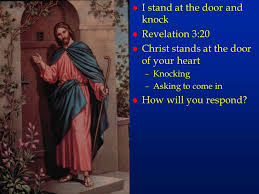 I stand at the door and
knock
Revelation 3:20
Christ stands at the door
of your heart
– Knocking
– Asking to come in
How will you respond?